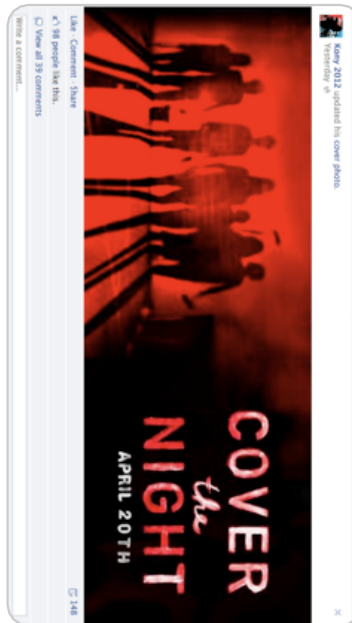 Kony 2012 updated his cover photo.
Yesterday
COVER
the
NIGHT
APRIL 20TH
Like · Comment · Share
148
98 people like this.
View all 39 comments
Write a comment...